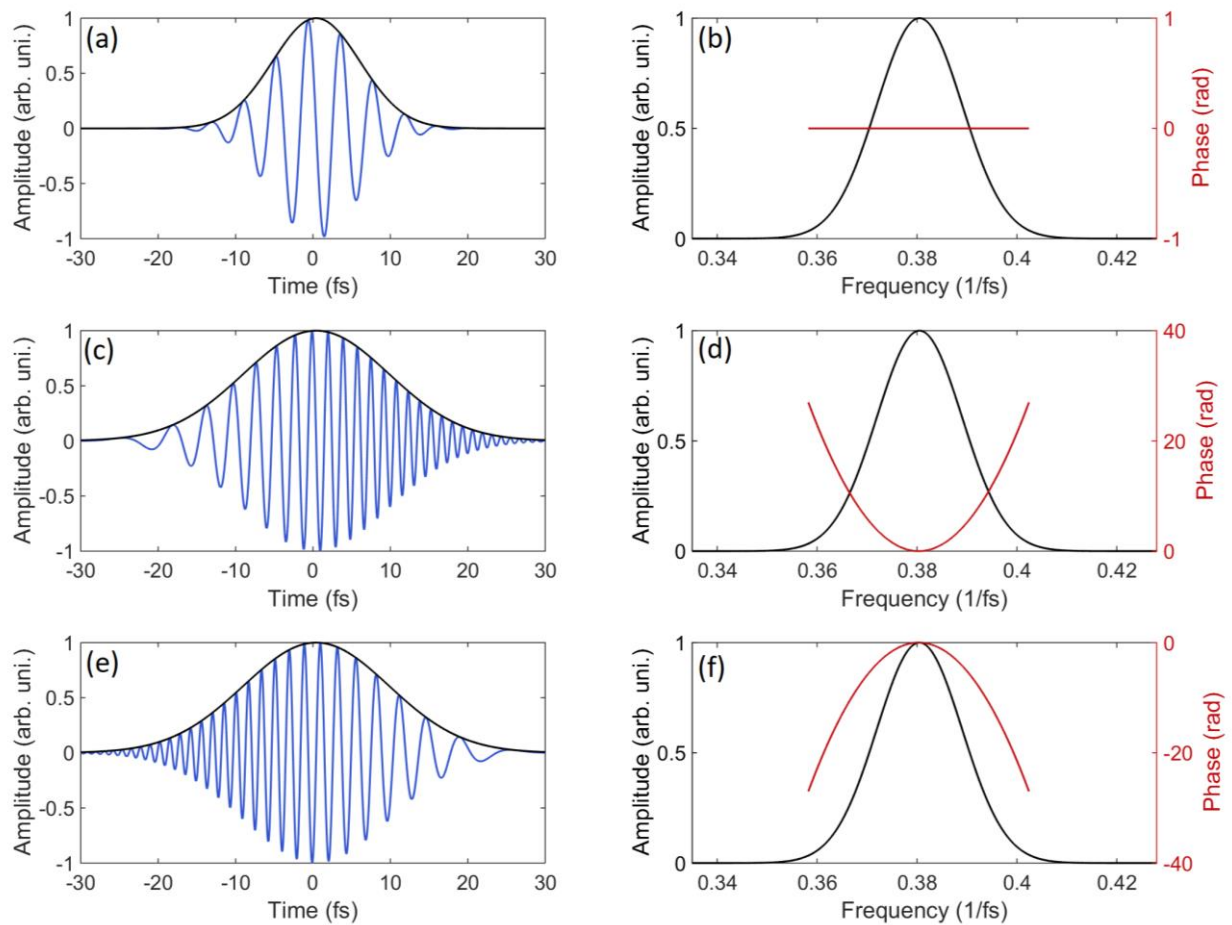 (a)
Amplitude (arb. uni.)
1
0.5
0
-0.5
-1
-30 -20 -10 0 10 20 30
Time (fs)
(b)
Amplitude (arb. uni.)
1
0.5
0
0.34 0.36 0.38 0.4 0.42
Frequency (1/fs)
1
0
-1
Phase (rad)
(c)
Amplitude (arb. uni.)
1
0.5
0
-0.5
-1
-30 -20 -10 0 10 20 30
Time (fs)
(d)
Amplitude (arb. uni.)
1
0.5
0
0.34 0.36 0.38 0.4 0.42
Frequency (1/fs)
40
20
0
Phase (rad)
(e)
Amplitude (arb. uni.)
1
0.5
0
-0.5
-1
-30 -20 -10 0 10 20 30
Time (fs)
(f)
Amplitude (arb. uni.)
1
0.5
0
0.34 0.36 0.38 0.4 0.42
Frequency (1/fs)
0
-20
-40
Phase (rad)